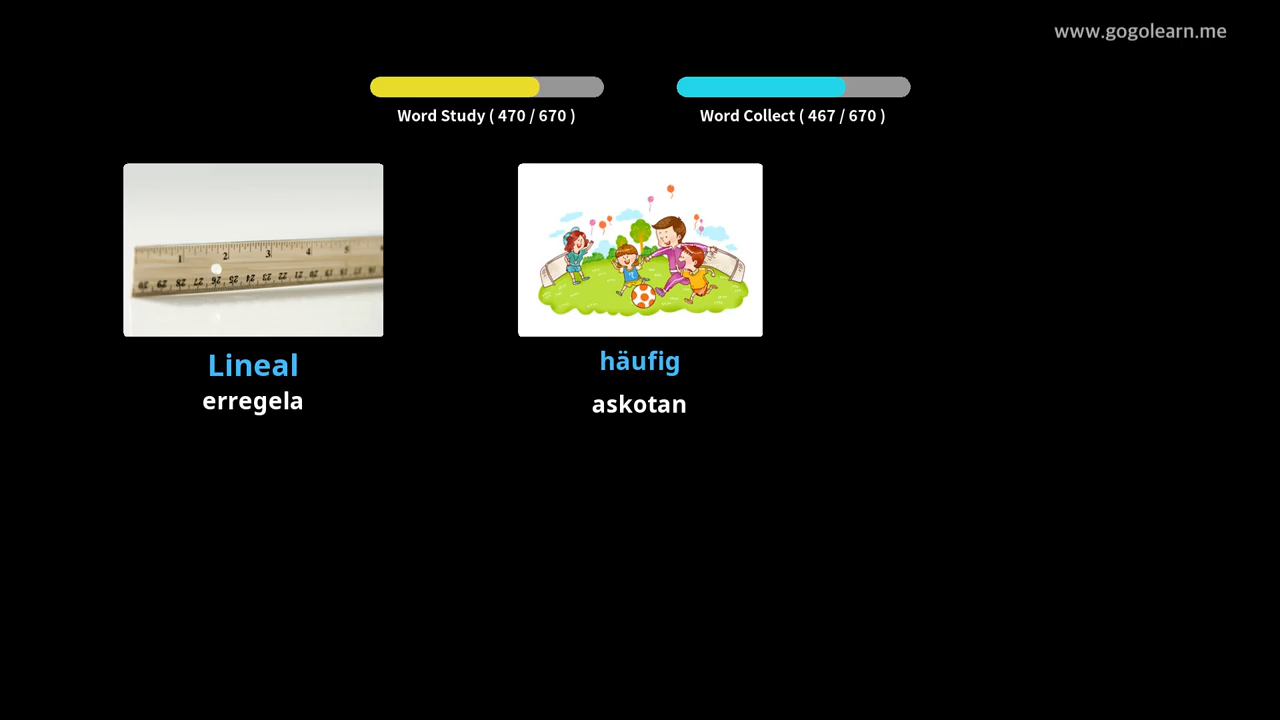 www.gogolearn.me
Word Study ( 470 / 670 )
Word Collect ( 467 / 670 )
Lineal
erregela
häufig
askotan